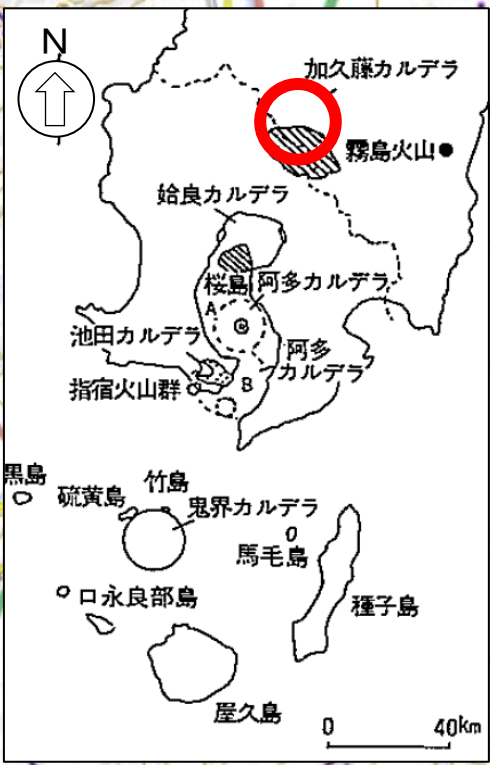 N
加久藤カルデラ
霧島火山
姶良カルデラ
桜島
阿多カルデラ
A
G
池田カルデラ
阿多
カルデラ
B
指宿火山群
黒島
硫黄島
竹島
鬼界カルデラ
馬毛島
口永良部島
種子島
屋久島
0 40km